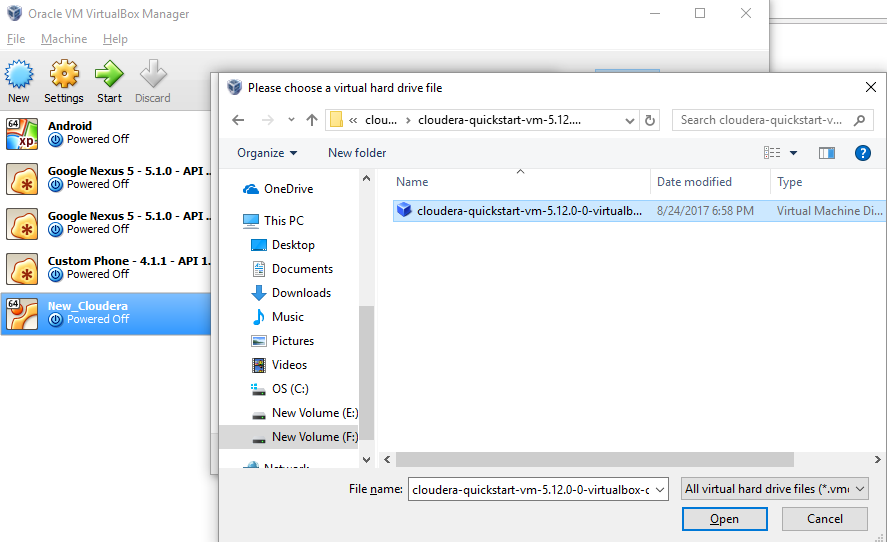 Oracle VM VirtualBox Manager
File Machine Help
New Settings Start Discard
64 Android
xp
Powered Off
Google Nexus 5 - 5.1.0 - API ...
Powered Off
Google Nexus 5 - 5.1.0 - API ...
Powered Off
Custom Phone - 4.1.1 - API 1...
Powered Off
64 New_Cloudera
Powered Off
Please choose a virtual hard drive file
« clou... › cloudera-quickstart-vm-5.12....
Search cloudera-quickstart-v...
Organize New folder
OneDrive
This PC
Desktop
Documents
Downloads
Music
Pictures
Videos
OS (C:)
New Volume (E:)
New Volume (F:)
Network
Name Date modified Type
cloudera-quickstart-vm-5.12.0-0-virtualb... 8/24/2017 6:58 PM Virtual Machine Di...
File name: cloudera-quickstart-vm-5.12.0-0-virtualbox-c All virtual hard drive files (*.vmd
Open Cancel